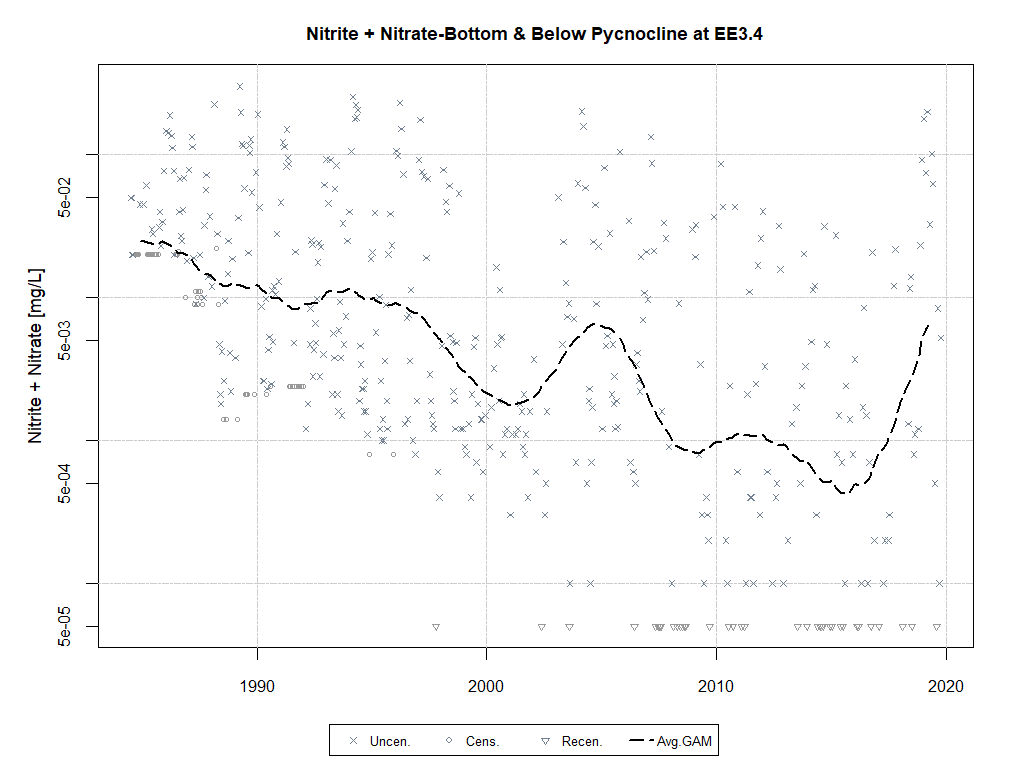 Nitrite + Nitrate-Bottom & Below Pycnocline at EE3.4
Nitrite + Nitrate [mg/L]
5e-02
5e-03
5e-04
5e-05
1990 2000 2010 2020
Uncen. Cens. Recen. Avg.GAM